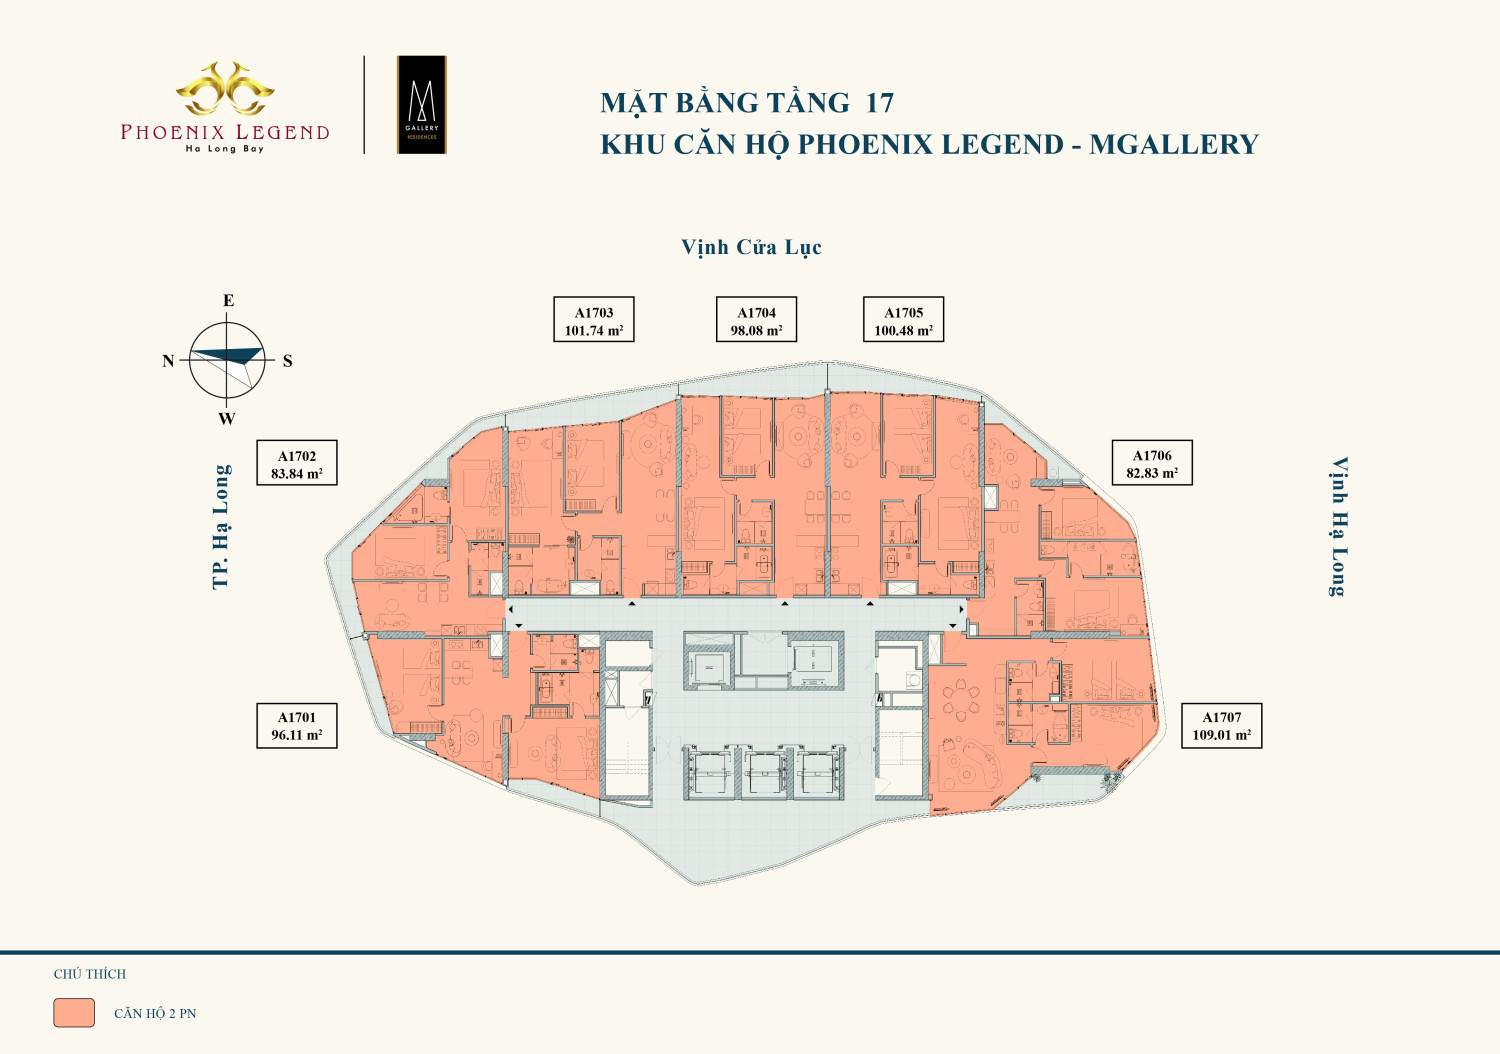 PHOENIX LEGEND
Ha Long Bay
M
GALLERY
RESIDENCES
MẶT BẰNG TẦNG 17
KHU CĂN HỘ PHOENIX LEGEND - MGALLERY
Vịnh Cửa Lục
E
N
S
W
A1703
101.74 m²
A1704
98.08 m²
A1705
100.48 m²
A1702
83.84 m²
A1706
82.83 m²
TP. Hạ Long
Vịnh Hạ Long
A1701
96.11 m²
A1707
109.01 m²
CHÚ THÍCH
CĂN HỘ 2 PN